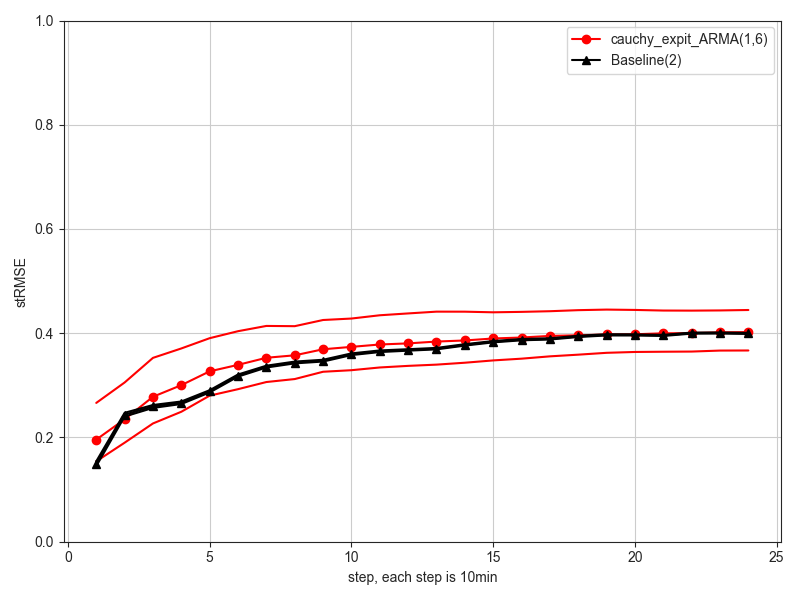 cauchy_expit_ARMA(1,6)
Baseline(2)
1.0
0.8
0.6
0.4
0.2
0.0
stRMSE
0 5 10 15 20 25
step, each step is 10min